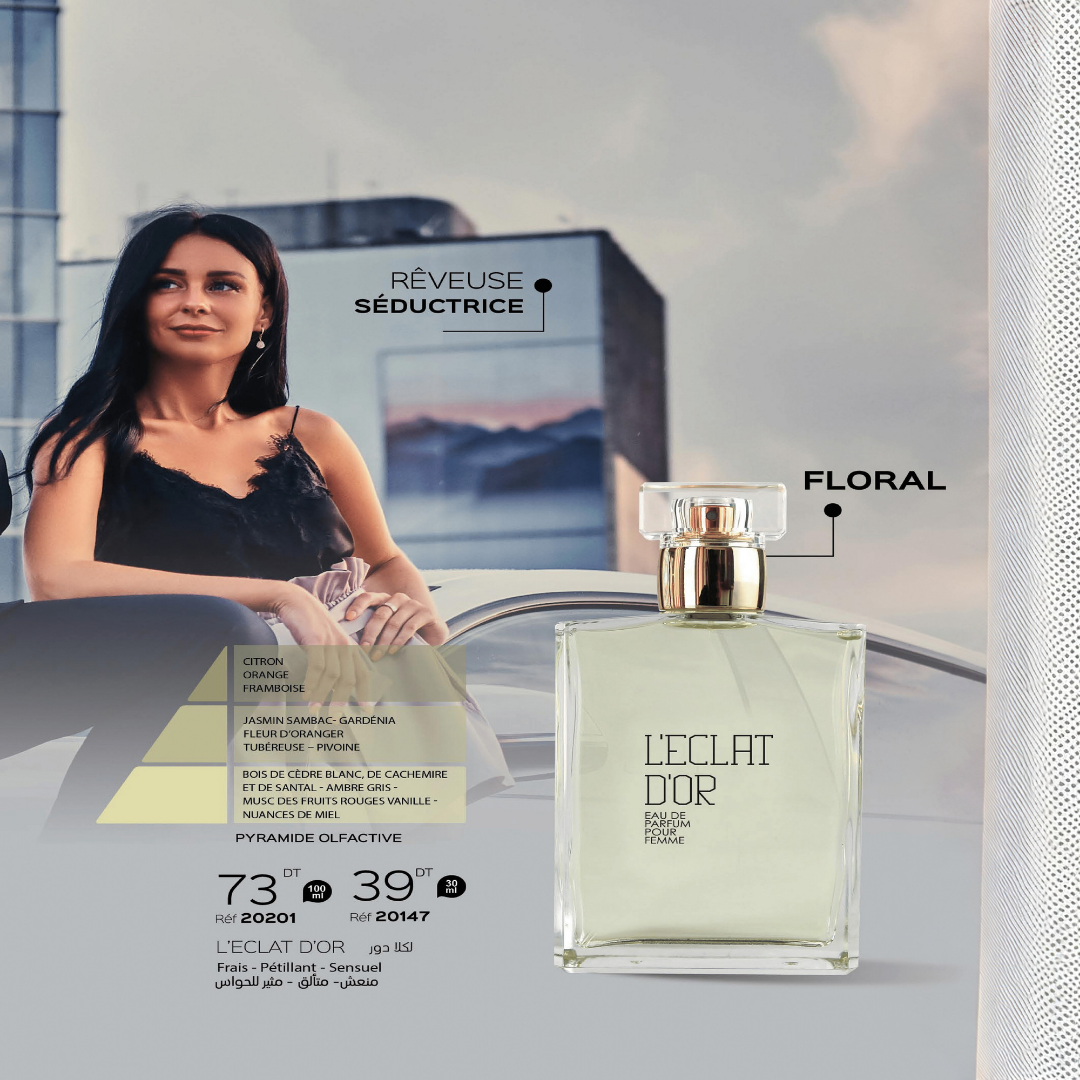 RÊVEUSE
SÉDUCTRICE
FLORAL
CITRON
ORANGE
FRAMBOISE
JASMIN SAMBAC- GARDÉNIA
FLEUR D'ORANGER
TUBÉREUSE – PIVOINE
BOIS DE CÈDRE BLANC, DE CACHEMIRE
ET DE SANTAL - AMBRE GRIS -
MUSC DES FRUITS ROUGES VANILLE -
NUANCES DE MIEL
PYRAMIDE OLFACTIVE
L'ECLAT
D'OR
EAU DE
PARFUM
POUR
FEMME
73 DT 100 ml 39 DT 30 ml
Réf 20201 Réf 20147
L'ECLAT D'OR لكلا دور
Frais - Pétillant - Sensuel
منعش- متألق - مثير للحواس